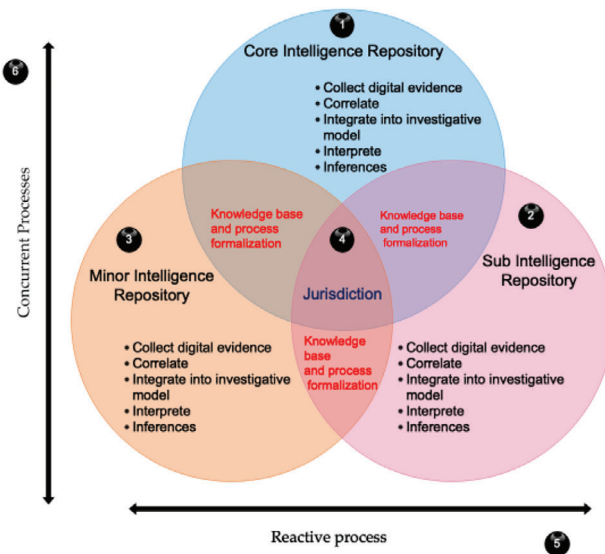 1
Core Intelligence Repository
• Collect digital evidence
• Correlate
• Integrate into investigative
model
• Interprete
• Inferences
6
Concurrent Processes
Knowledge base
and process
formalization
Knowledge base
and process
formalization
2
Sub Intelligence
Repository
3
Minor Intelligence
Repository
4
Jurisdiction
Knowledge
base
and process
formalization
• Collect digital evidence
• Correlate
• Integrate into investigative
model
• Interprete
• Inferences
• Collect digital evidence
• Correlate
• Integrate into investigative
model
• Interprete
• Inferences
Reactive process
5